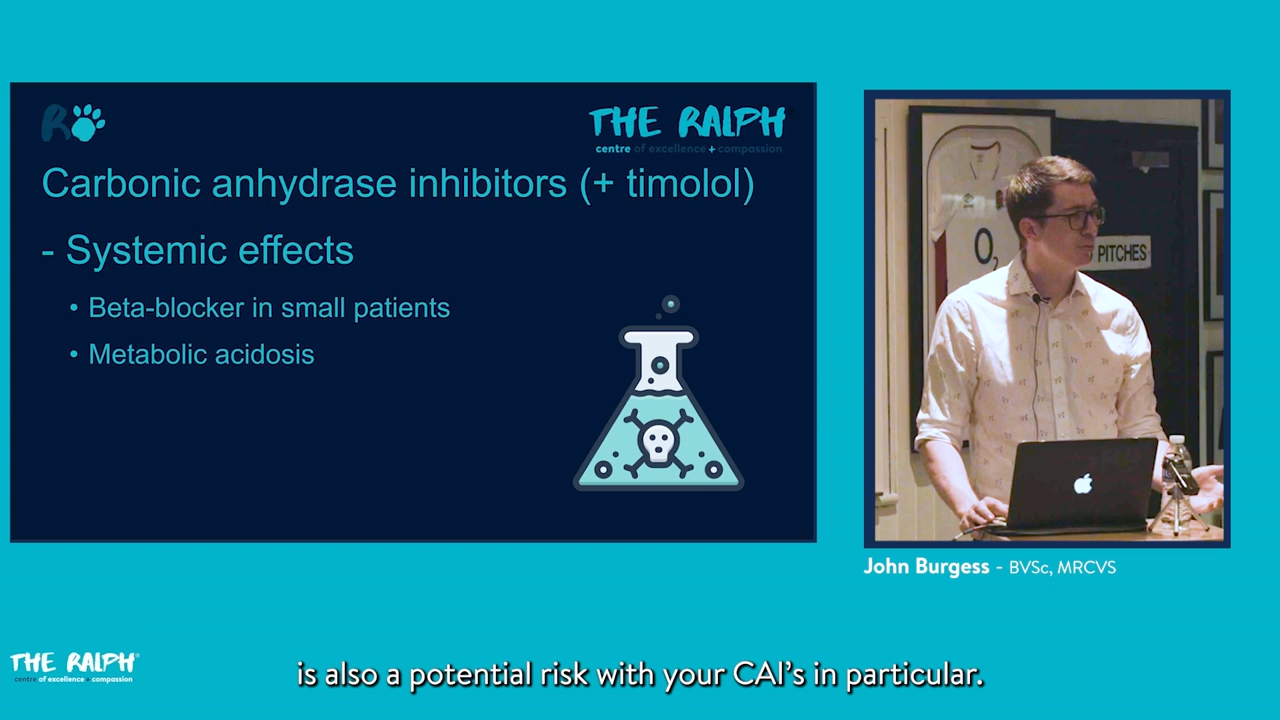 R
THE RALPH
centre of excellence + compassion
Carbonic anhydrase inhibitors (+ timolol)
- Systemic effects
• Beta-blocker in small patients
• Metabolic acidosis
O2
PITCHES
John Burgess - BVSc, MRCVS
THE RALPH
centre of excellence + compassion
is also a potential risk with your CAI's in particular.